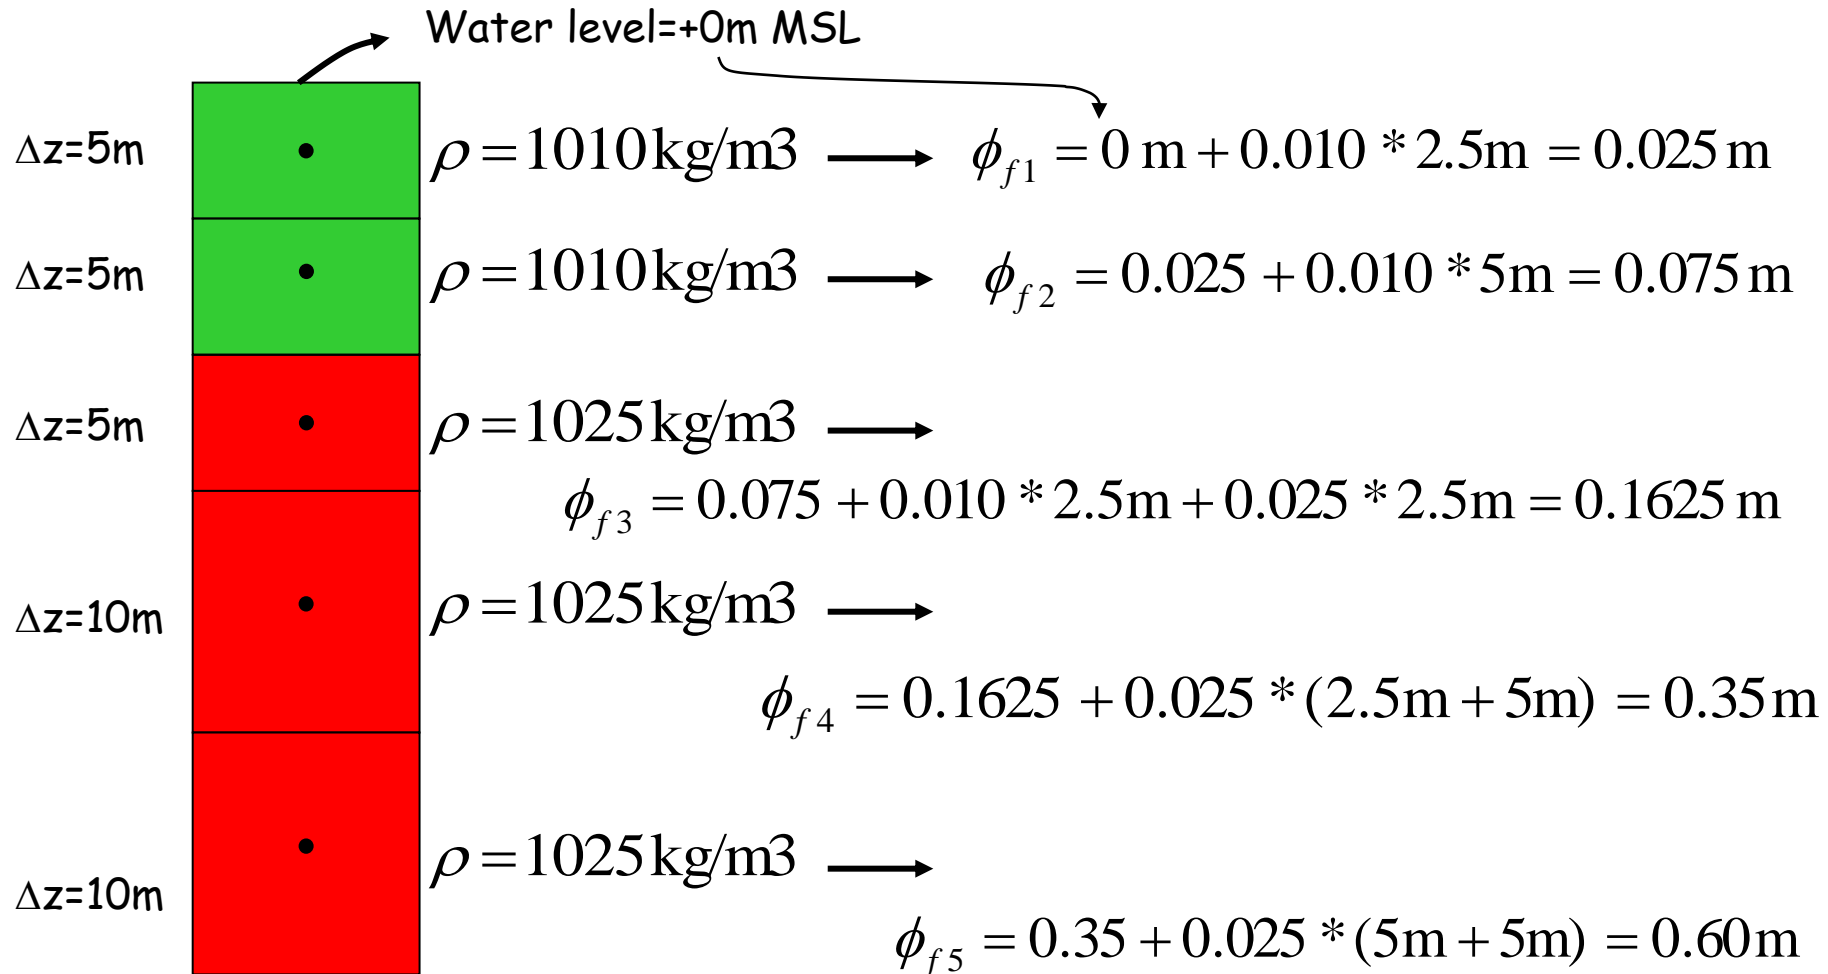 Water level=+0m MSL
Δz=5m ρ = 1010 kg/m3 → ϕf1 = 0 m + 0.010 * 2.5m = 0.025 m
Δz=5m ρ = 1010 kg/m3 → ϕf2 = 0.025 + 0.010 * 5m = 0.075 m
Δz=5m ρ = 1025 kg/m3 →
ϕf3 = 0.075 + 0.010 * 2.5m + 0.025 * 2.5m = 0.1625 m
Δz=10m ρ = 1025 kg/m3 →
ϕf4 = 0.1625 + 0.025 * (2.5m + 5m) = 0.35 m
Δz=10m ρ = 1025 kg/m3 →
ϕf5 = 0.35 + 0.025 * (5m + 5m) = 0.60 m